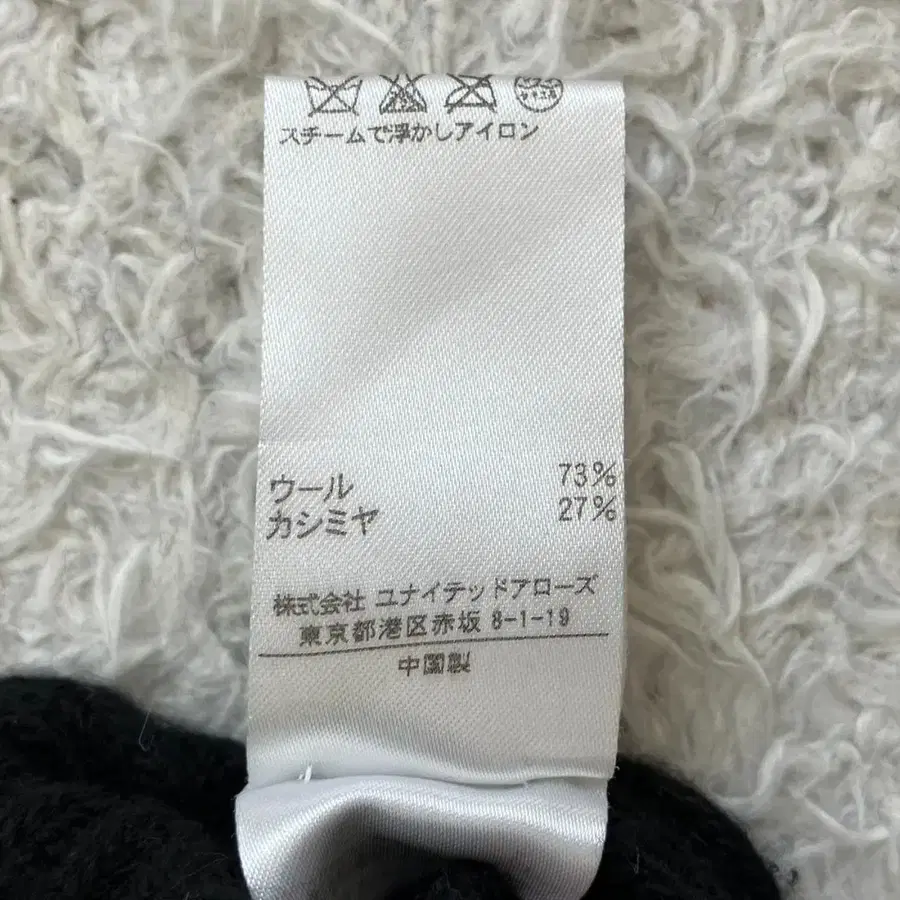 スチームで浮かしアイロン
ウール 73%
カシミヤ 27%
株式会社 ユナイテッドアローズ
東京都港区赤坂 8-1-19
中国製